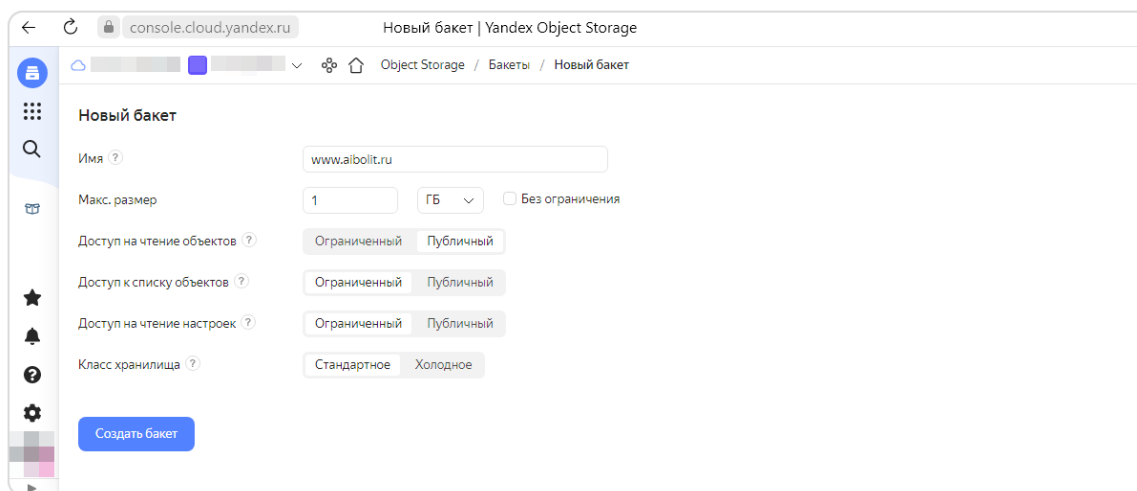 console.cloud.yandex.ru Новый бакет | Yandex Object Storage
Object Storage / Бакеты / Новый бакет
Новый бакет
Имя ? www.aibolit.ru
Макс. размер 1 ГБ Без ограничения
Доступ на чтение объектов ? Ограниченный Публичный
Доступ к списку объектов ? Ограниченный Публичный
Доступ на чтение настроек ? Ограниченный Публичный
Класс хранилища ? Стандартное Холодное
Создать бакет